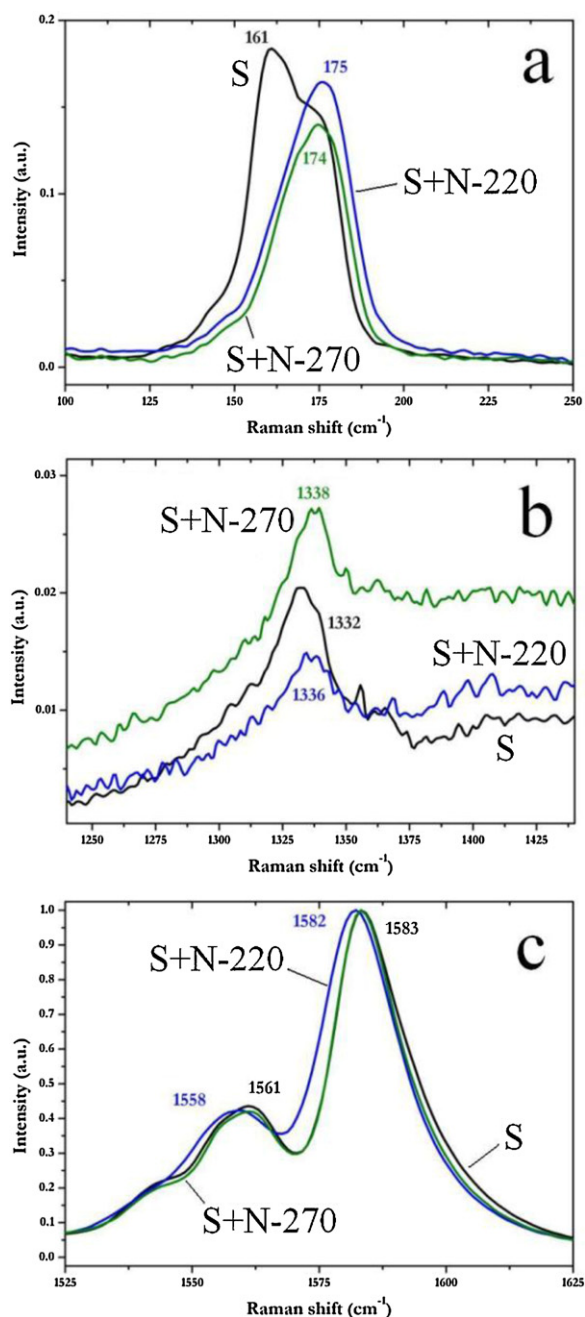 a
0.2
0.1
0.0
Intensity (a.u.)
161
S
175
174
S+N-220
S+N-270
100 125 150 175 200 225 250
Raman shift (cm⁻¹)
b
0.03
0.02
0.01
Intensity (a.u.)
1338
S+N-270
1332
S+N-220
1336
S
1250 1275 1300 1325 1350 1375 1400 1425
Raman shift (cm⁻¹)
c
1.0
0.9
0.8
0.7
0.6
0.5
0.4
0.3
0.2
0.1
0.0
Intensity (a.u.)
1582
1583
S+N-220
1558
1561
S
S+N-270
1525 1550 1575 1600 1625
Raman shift (cm⁻¹)